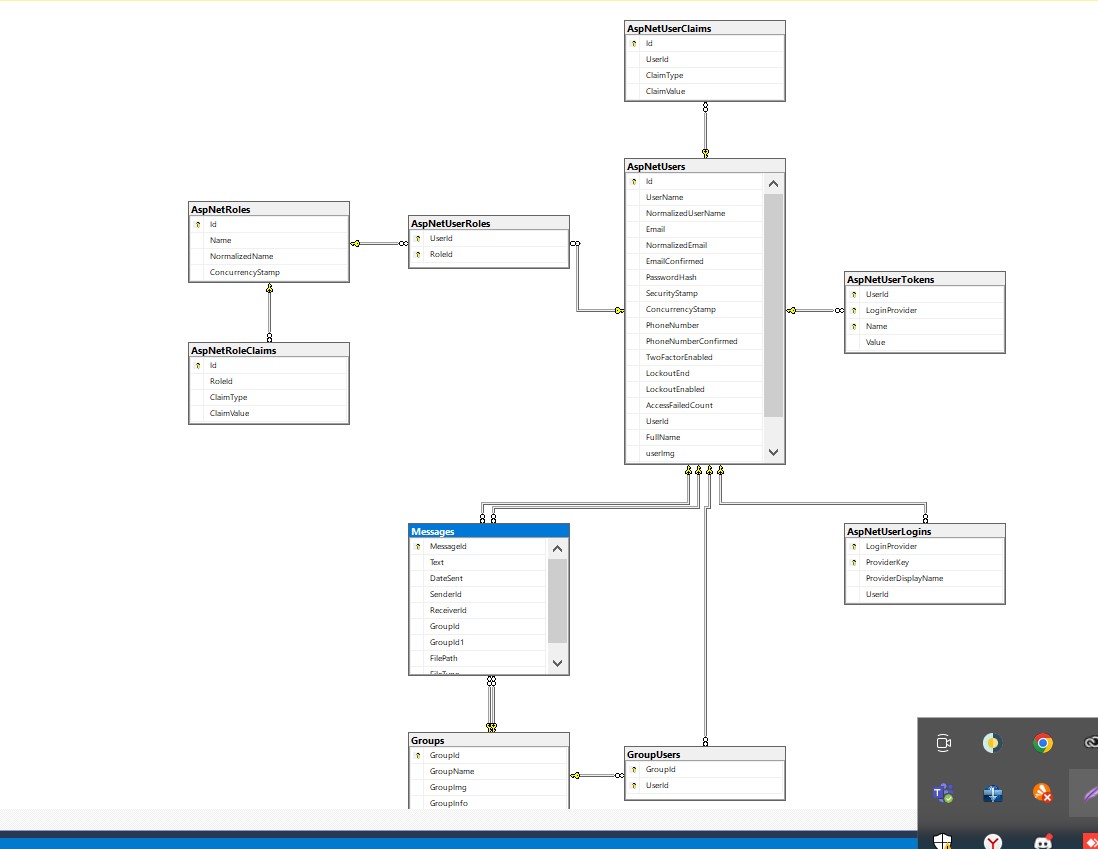 AspNetUserClaims
Id
UserId
ClaimType
ClaimValue
AspNetUsers
Id
UserName
NormalizedUserName
Email
NormalizedEmail
EmailConfirmed
PasswordHash
SecurityStamp
ConcurrencyStamp
PhoneNumber
PhoneNumberConfirmed
TwoFactorEnabled
LockoutEnd
LockoutEnabled
AccessFailedCount
UserId
FullName
userImg
AspNetRoles
Id
Name
NormalizedName
ConcurrencyStamp
AspNetUserRoles
UserId
RoleId
AspNetUserTokens
UserId
LoginProvider
Name
Value
AspNetRoleClaims
Id
RoleId
ClaimType
ClaimValue
Messages
MessageId
Text
DateSent
SenderId
ReceiverId
GroupId
GroupId1
FilePath
FileType
AspNetUserLogins
LoginProvider
ProviderKey
ProviderDisplayName
UserId
Groups
GroupId
GroupName
GroupImg
GroupInfo
GroupUsers
GroupId
UserId